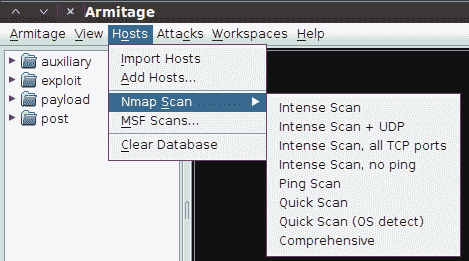 Armitage
Armitage View Hosts Attacks Workspaces Help
auxiliary
exploit
payload
post
Import Hosts
Add Hosts...
Nmap Scan
MSF Scans...
Clear Database
Intense Scan
Intense Scan + UDP
Intense Scan, all TCP ports
Intense Scan, no ping
Ping Scan
Quick Scan
Quick Scan (OS detect)
Comprehensive